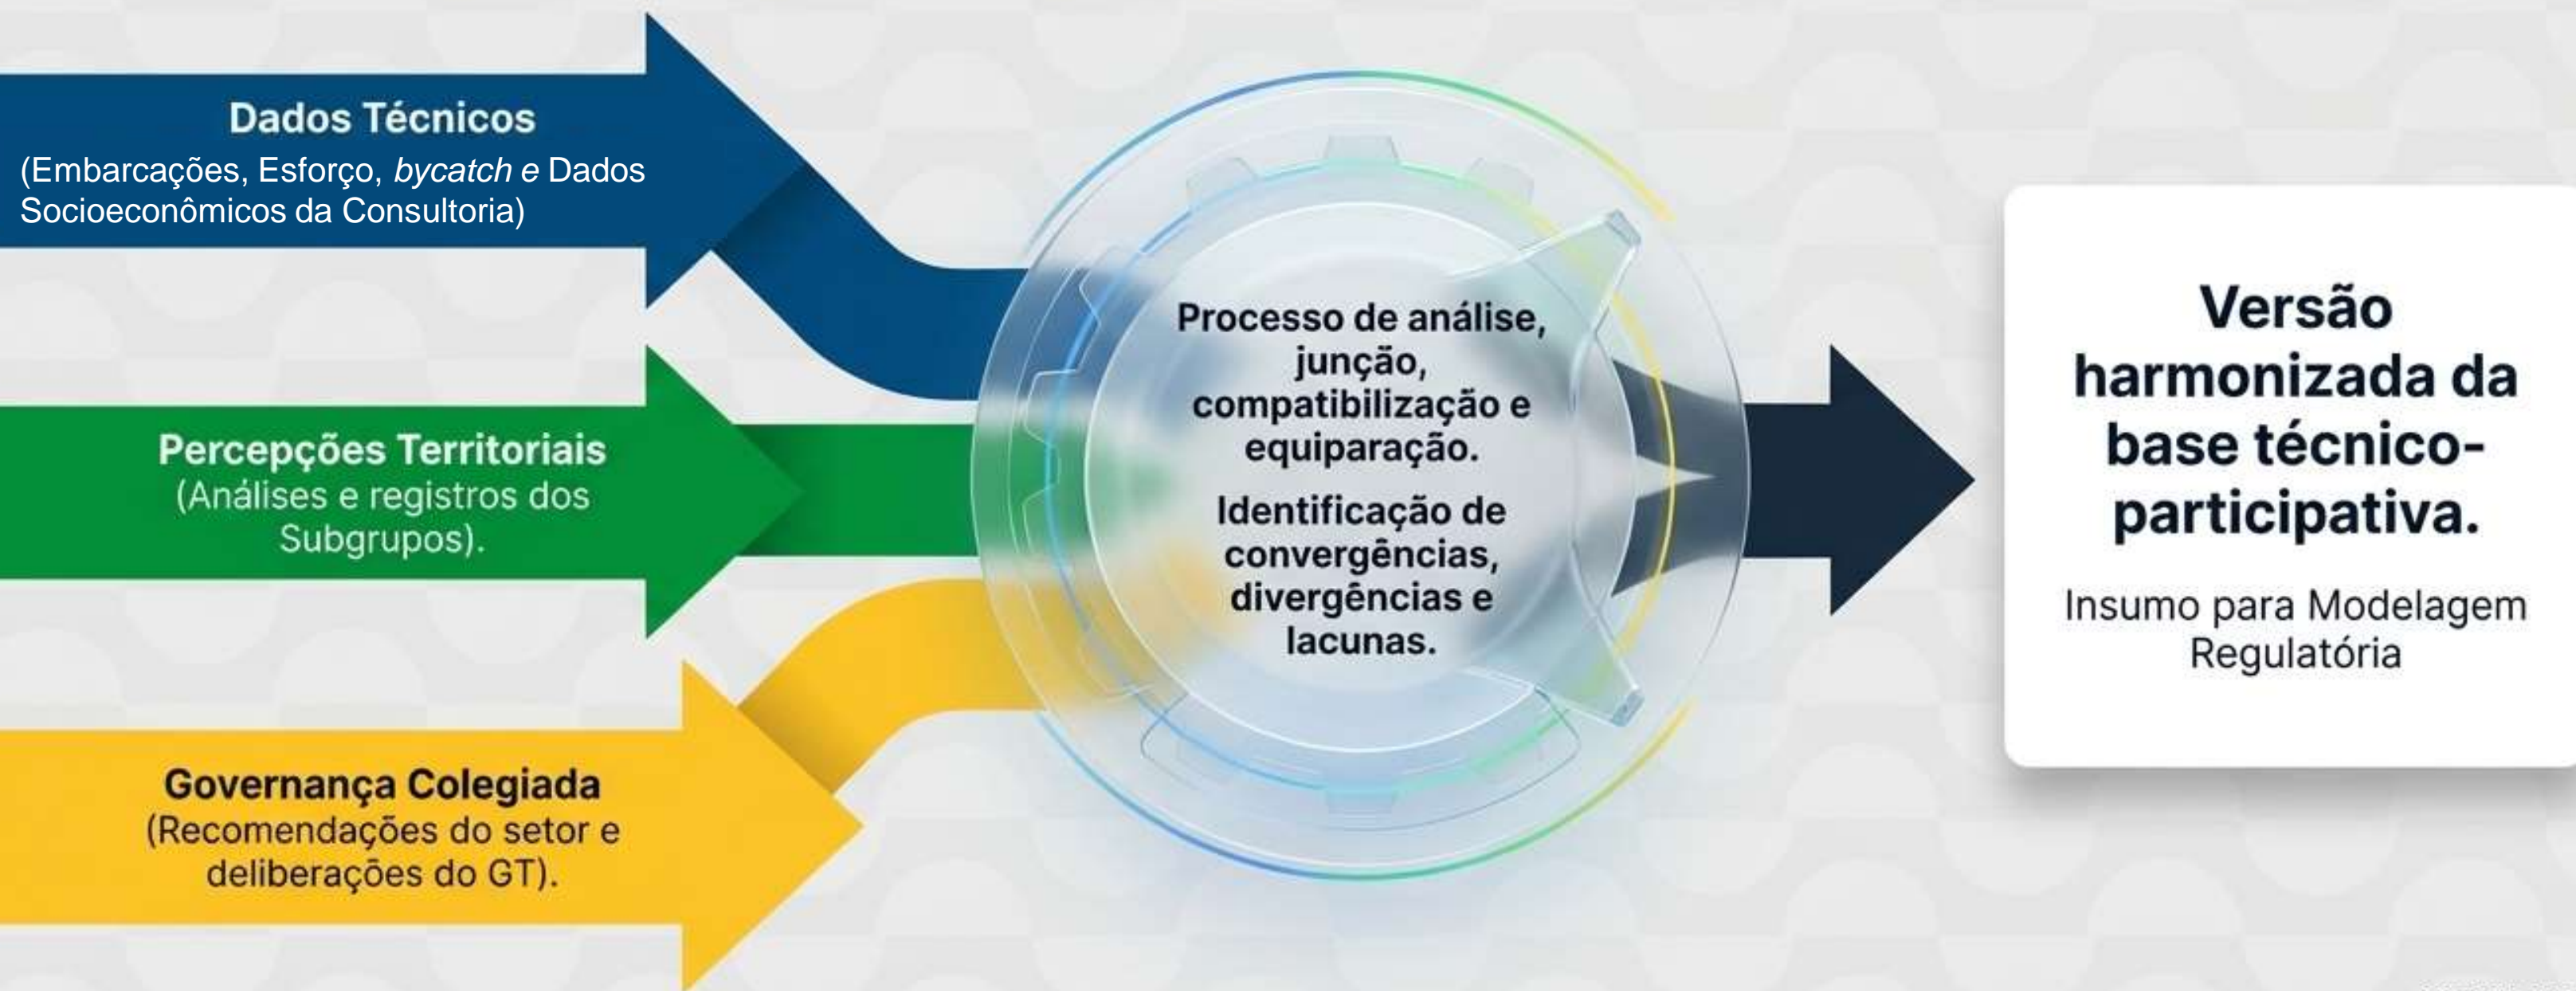 Dados Técnicos
(Embarcações, Esforço, bycatch e Dados
Socioeconômicos da Consultoria)
Percepções Territoriais
(Análises e registros dos
Subgrupos).
Governança Colegiada
(Recomendações do setor e
deliberações do GT).
Processo de análise,
junção,
compatibilização e
equiparação.
Identificação de
convergências,
divergências e
lacunas.
Versão
harmonizada da
base técnico-
participativa.
Insumo para Modelagem
Regulatória